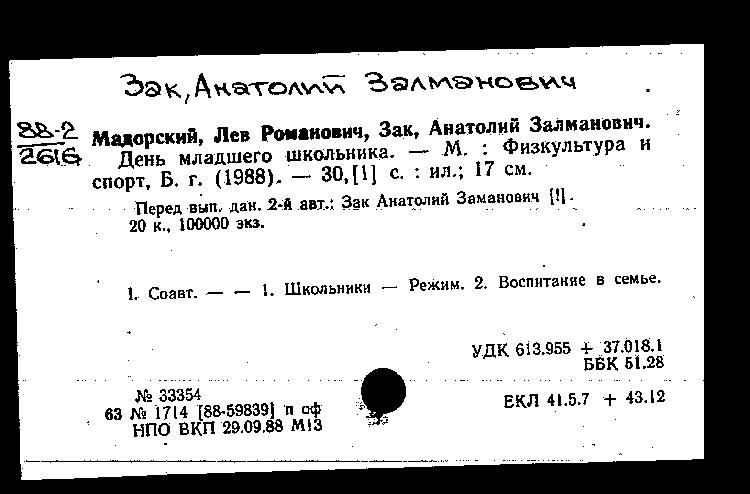 Зак, Анатолий Залманович
88-2
2616
Мадорский, Лев Романович, Зак, Анатолий Залманович.
День младшего школьника. — М. : Физкультура и
спорт, Б. г. (1988). — 30,[1] с. : ил.; 17 см.
Перед вып. дан. 2-й авт.: Зак Анатолий Заманович [!].
20 к., 100000 экз.
1. Соавт. — — 1. Школьники — Режим. 2. Воспитание в семье.
УДК 613.955 + 37.018.1
ББК 51.28
№ 33354
63 № 1714 [88-59839] п оф
НПО ВКП 29.09.88 М13
ЕКЛ 41.5.7 + 43.12